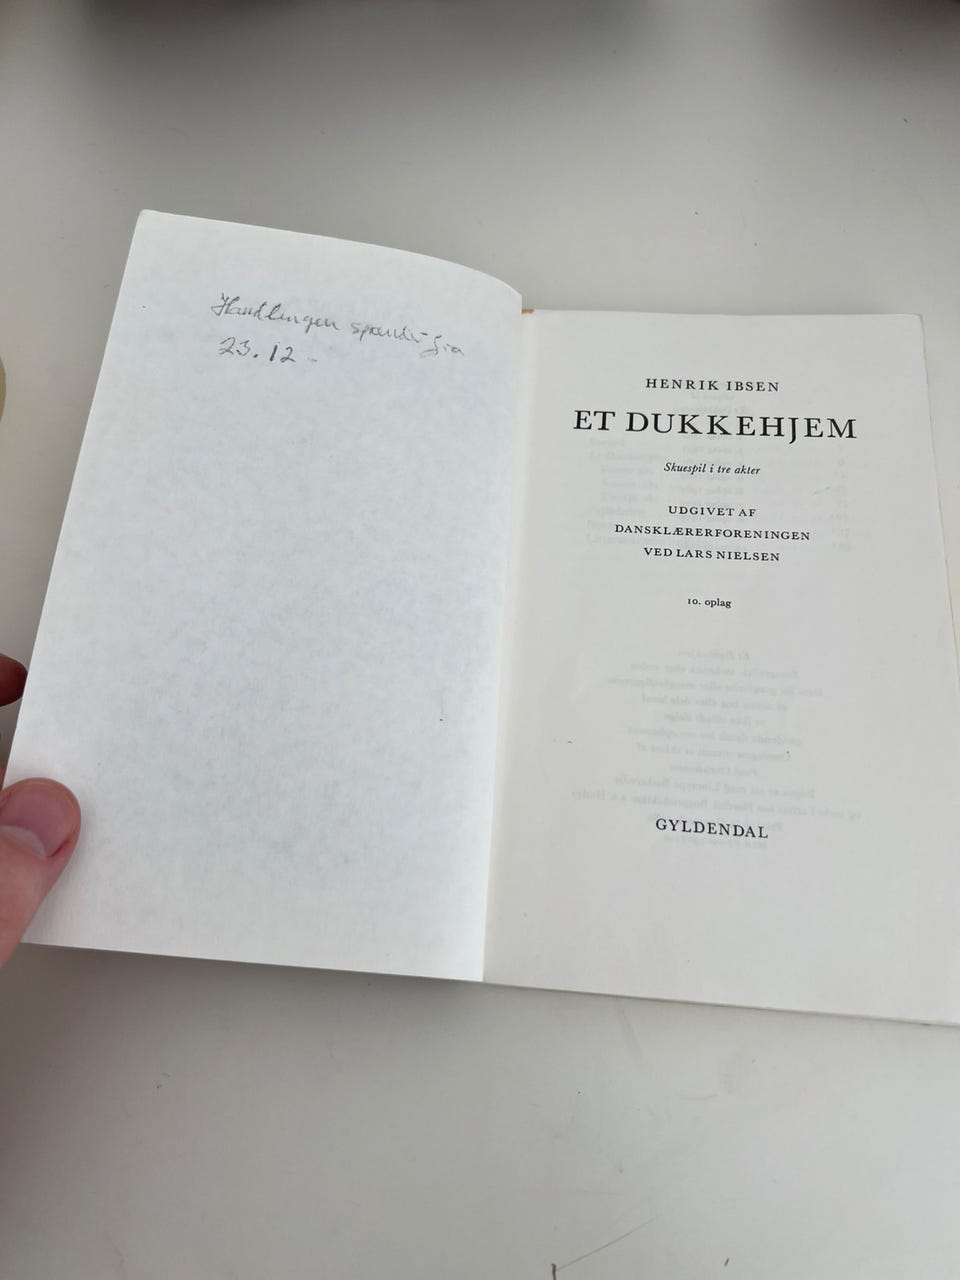 Handlingen spænder fra
23.12 -
HENRIK IBSEN
ET DUKKEHJEM
Skuespil i tre akter
UDGIVET AF
DANSKLÆRERFORENINGEN
VED LARS NIELSEN
10. oplag
GYLDENDAL